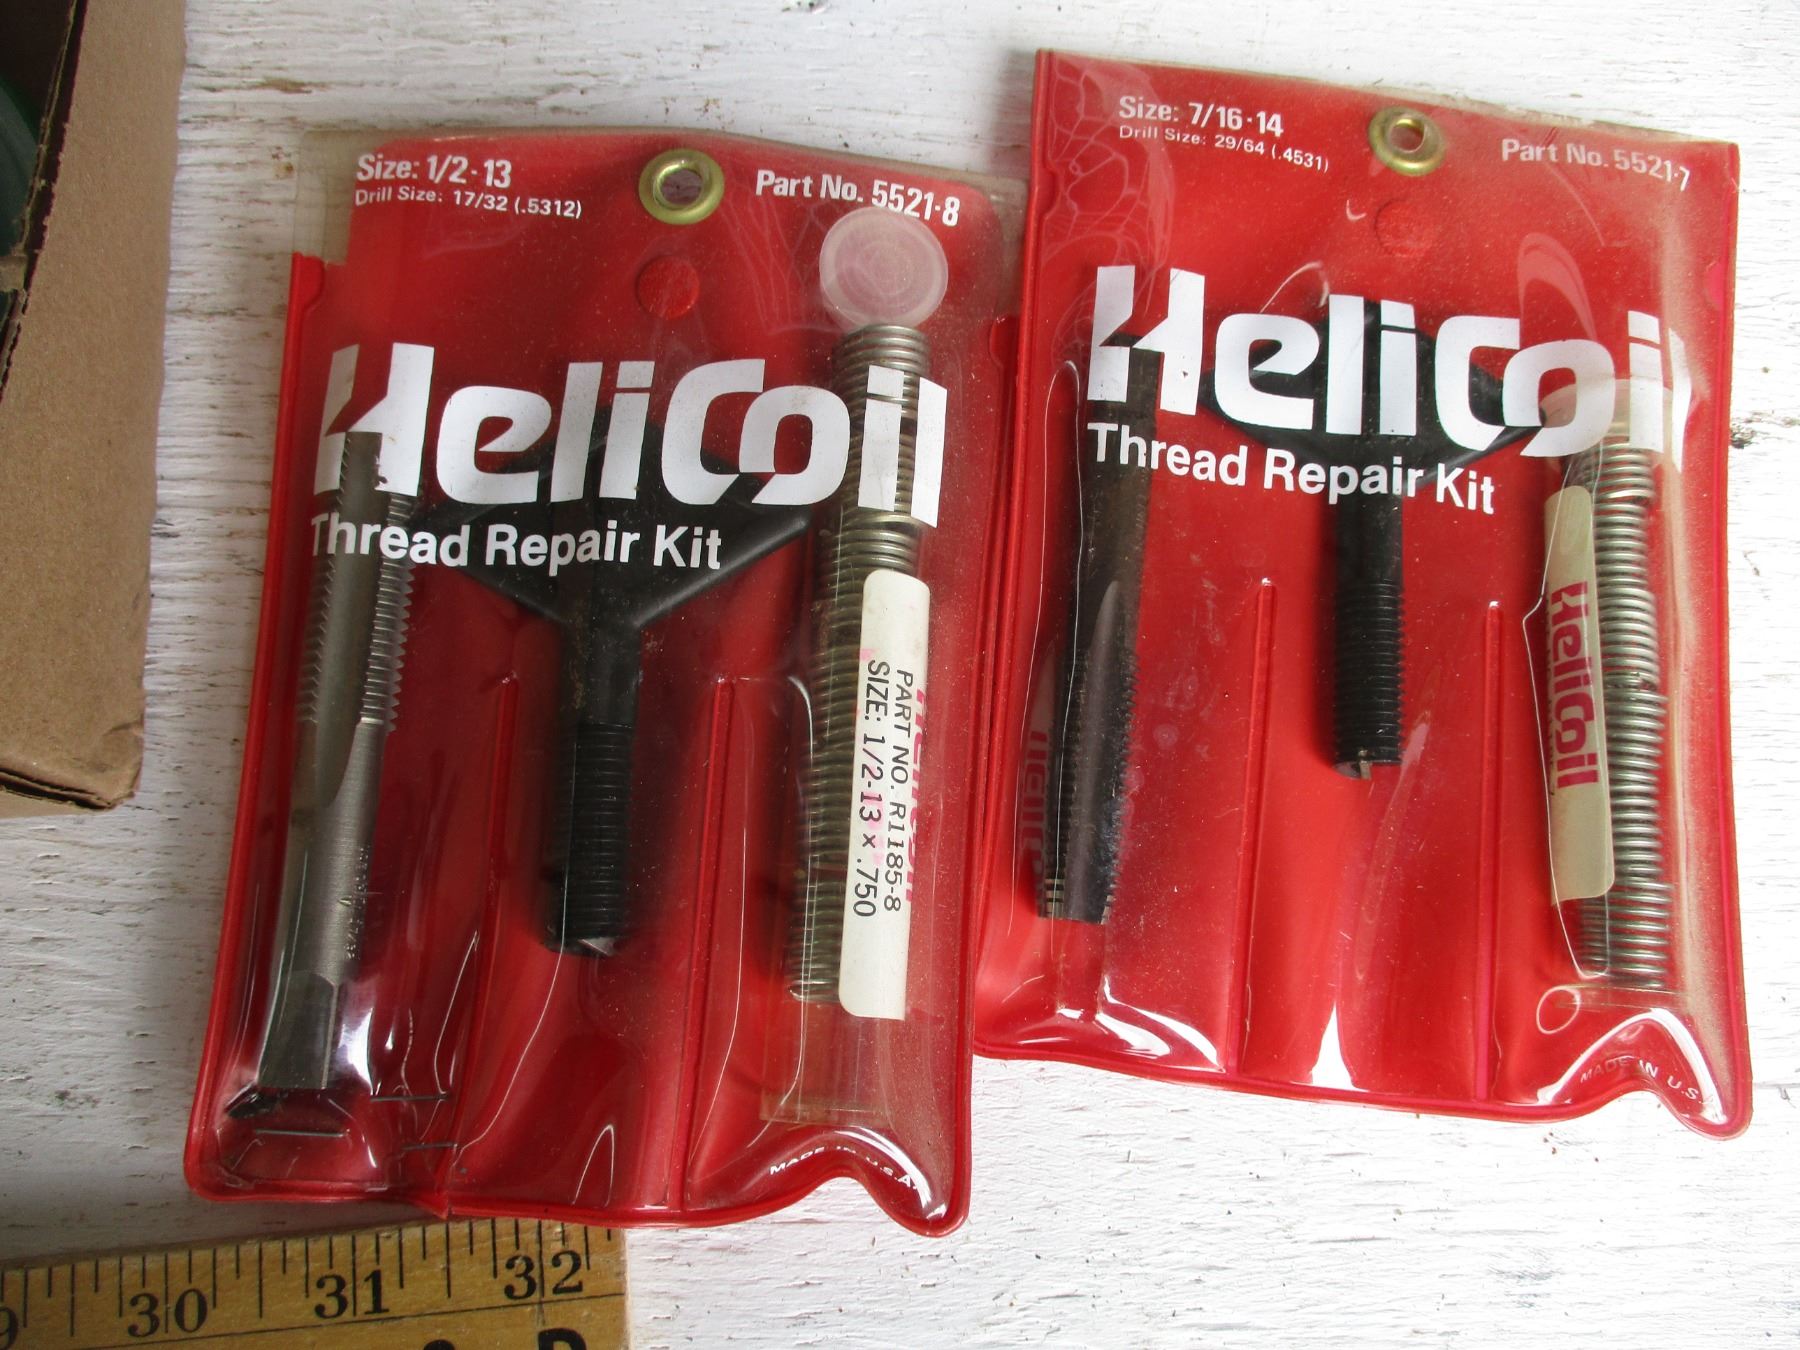 Size: 1/2-13
Drill Size: 17/32 (.5312)
Part No. 5521-8
HeliCoil
Thread Repair Kit
PART NO. R1185-8
SIZE: 1/2-13 x .750
MADE IN U.S.A.
Size: 7/16-14
Drill Size: 29/64 (.4531)
Part No. 5521-7
HeliCoil
Thread Repair Kit
HeliCoil
MADE IN U.S.
30 31 32